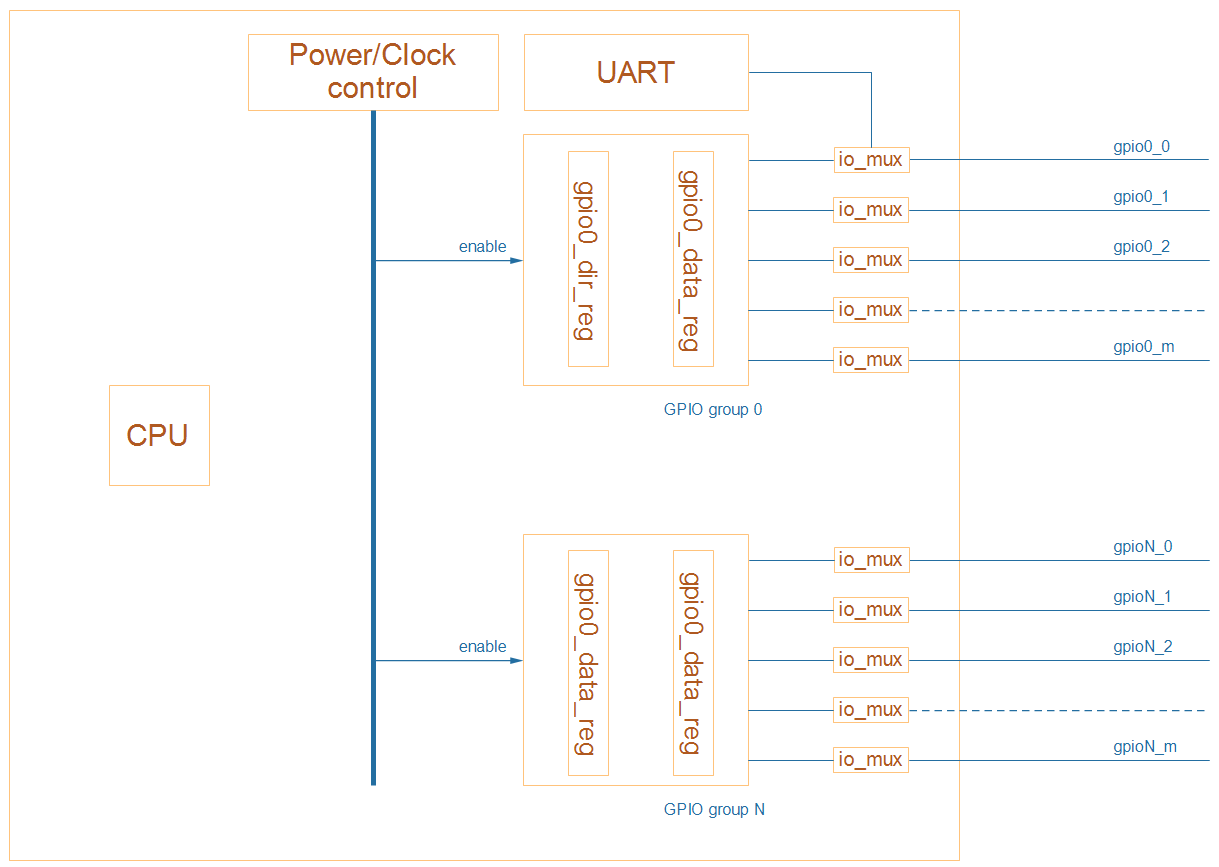 Power/Clock
control
UART
io_mux
gpio0_0
gpio0_dir_reg
gpio0_data_reg
io_mux
gpio0_1
enable
io_mux
gpio0_2
io_mux
io_mux
gpio0_m
GPIO group 0
CPU
io_mux
gpioN_0
gpio0_data_reg
gpio0_data_reg
io_mux
gpioN_1
enable
io_mux
gpioN_2
io_mux
io_mux
gpioN_m
GPIO group N